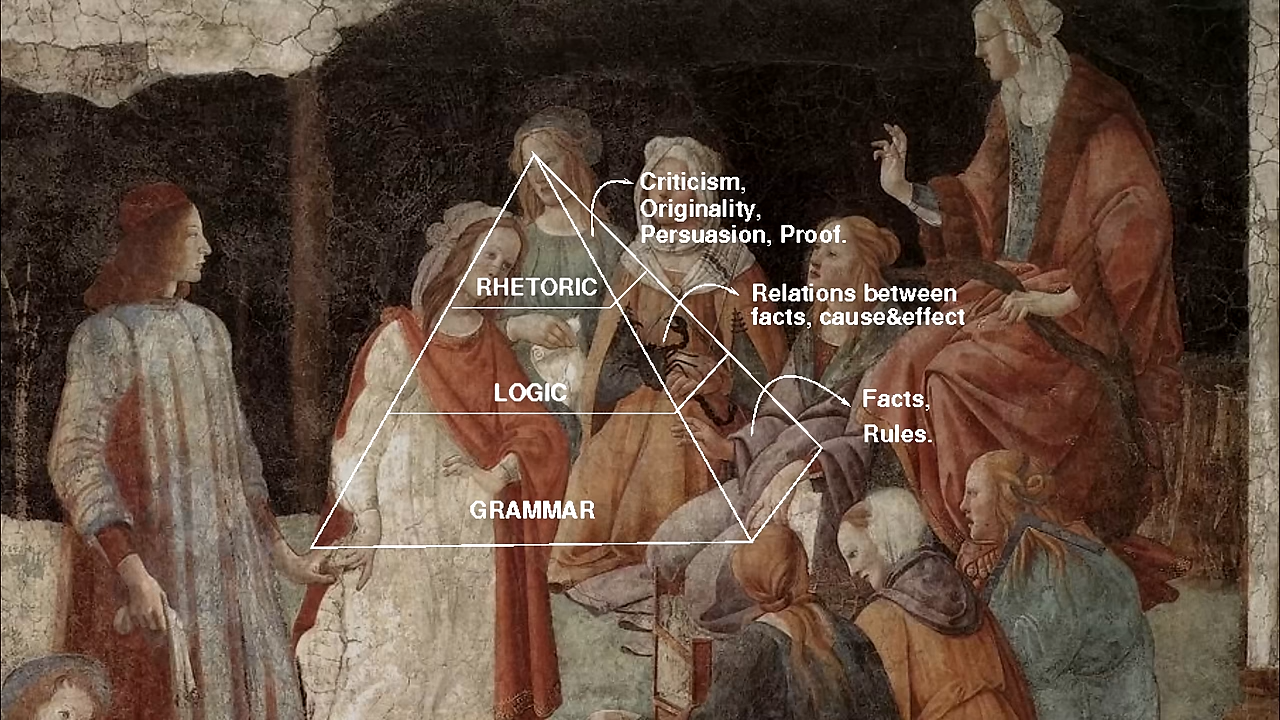 Criticism,
Originality,
Persuasion, Proof.
RHETORIC
Relations between
facts, cause&effect
LOGIC
Facts,
Rules.
GRAMMAR